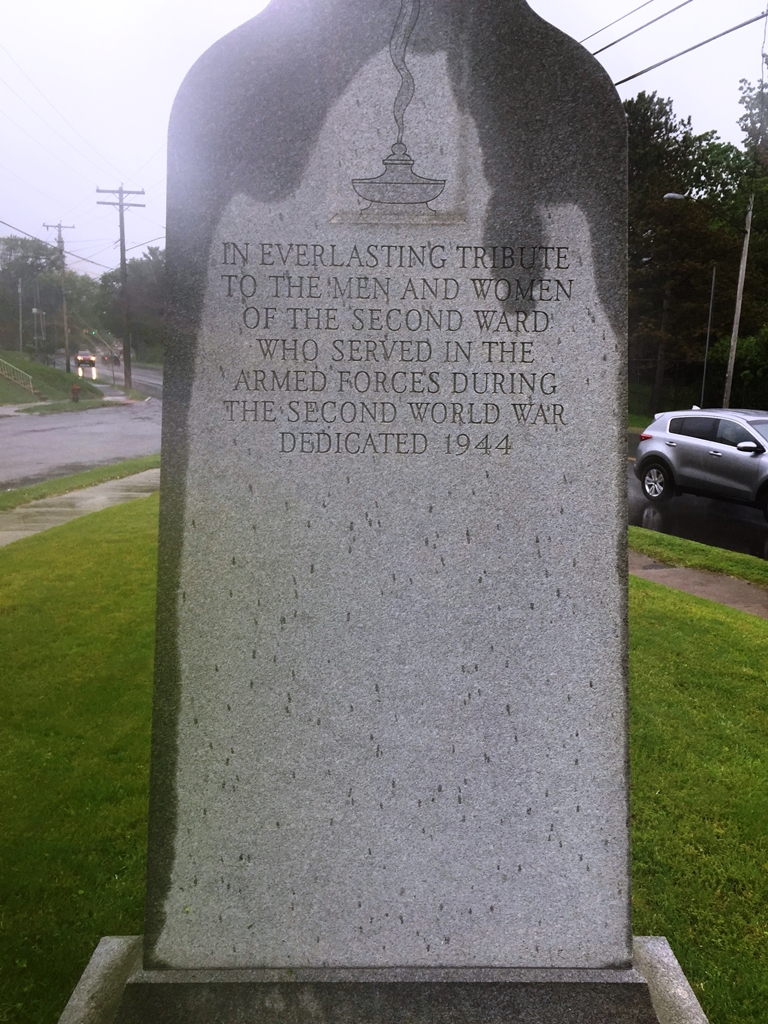 IN EVERLASTING TRIBUTE
TO THE MEN AND WOMEN
OF THE SECOND WARD
WHO SERVED IN THE
ARMED FORCES DURING
THE SECOND WORLD WAR
DEDICATED 1944